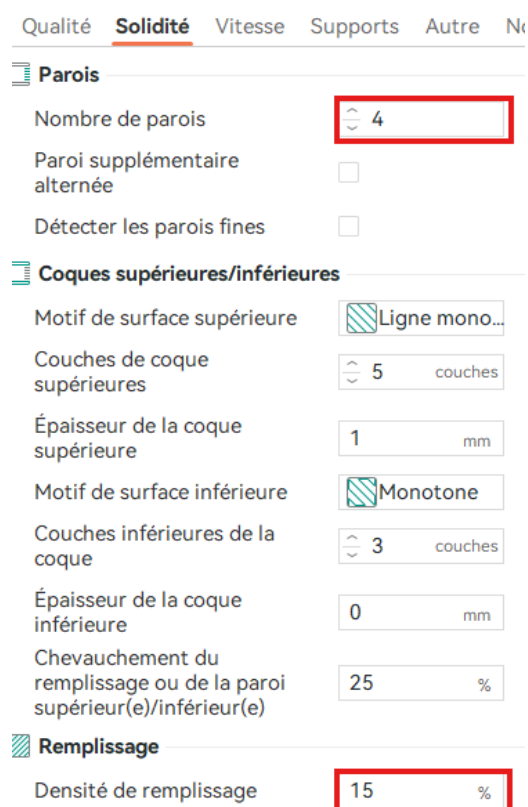 Qualité Solidité Vitesse Supports Autre
Parois
Nombre de parois 4
Paroi supplémentaire
alternée
Détecter les parois fines
Coques supérieures/inférieures
Motif de surface supérieure Ligne mono...
Couches de coque
supérieures 5 couches
Épaisseur de la coque
supérieure 1 mm
Motif de surface inférieure Monotone
Couches inférieures de la
coque 3 couches
Épaisseur de la coque
inférieure 0 mm
Chevauchement du
remplissage ou de la paroi
supérieur(e)/inférieur(e) 25 %
Remplissage
Densité de remplissage 15 %